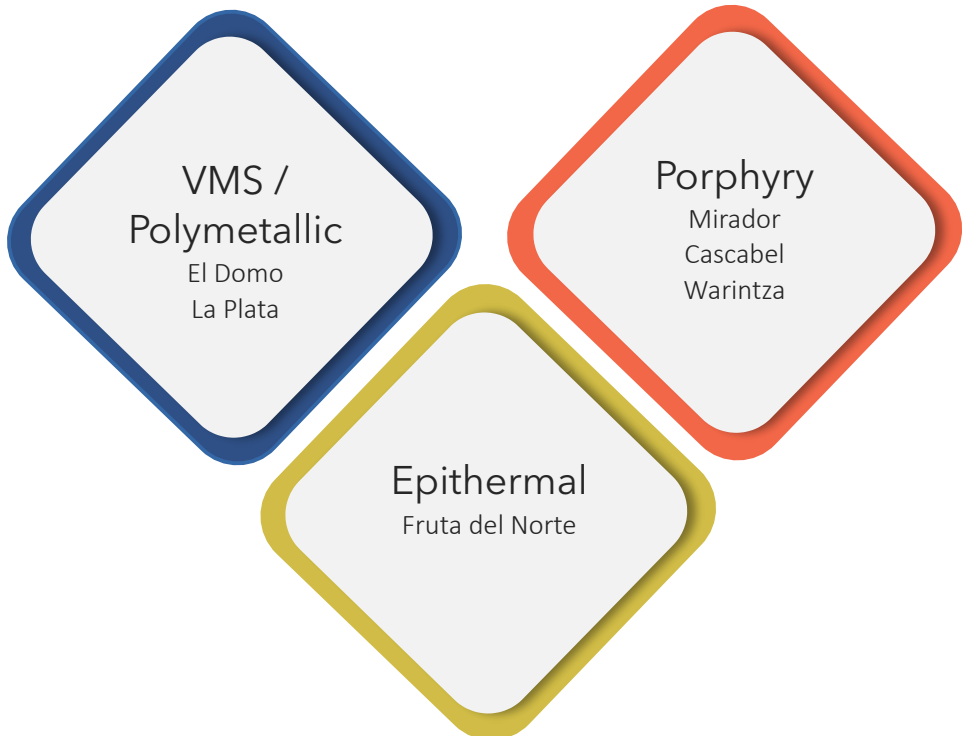 VMS /
Polymetallic
El Domo
La Plata
Porphyry
Mirador
Cascabel
Warintza
Epithermal
Fruta del Norte